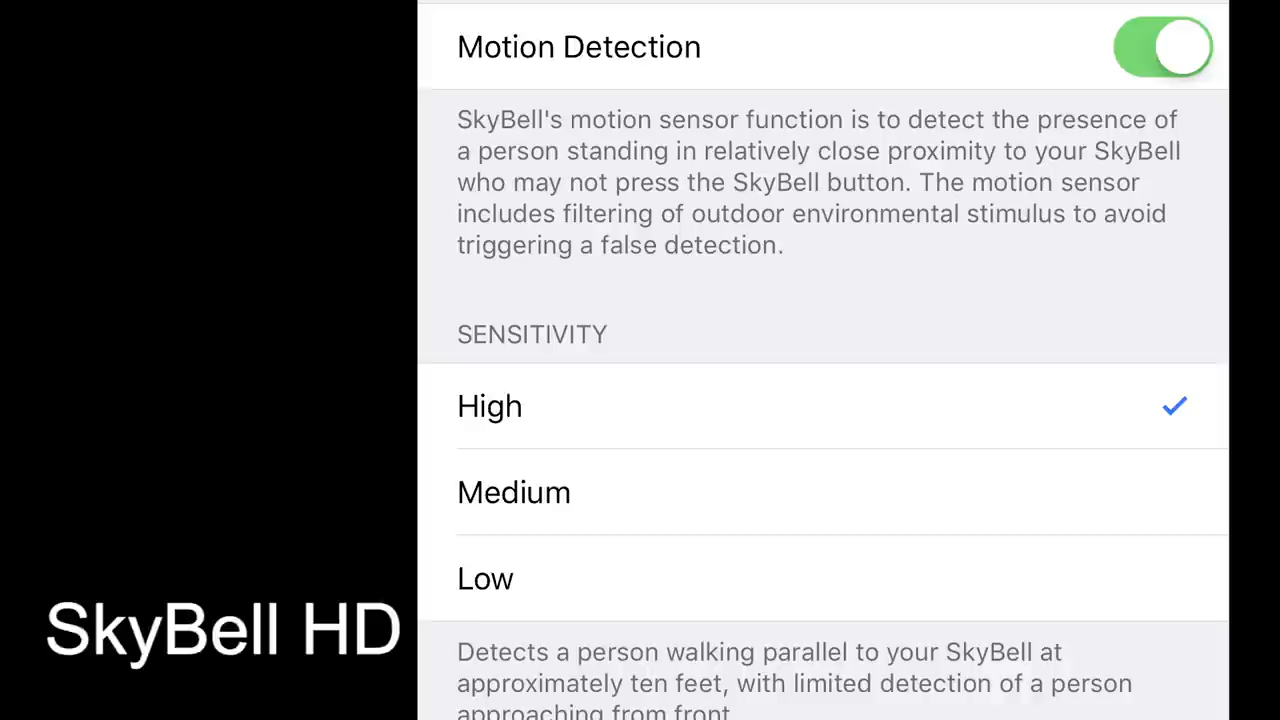 Motion Detection
SkyBell's motion sensor function is to detect the presence of
a person standing in relatively close proximity to your SkyBell
who may not press the SkyBell button. The motion sensor
includes filtering of outdoor environmental stimulus to avoid
triggering a false detection.
SENSITIVITY
High
Medium
Low
SkyBell HD
Detects a person walking parallel to your SkyBell at
approximately ten feet, with limited detection of a person
approaching from front